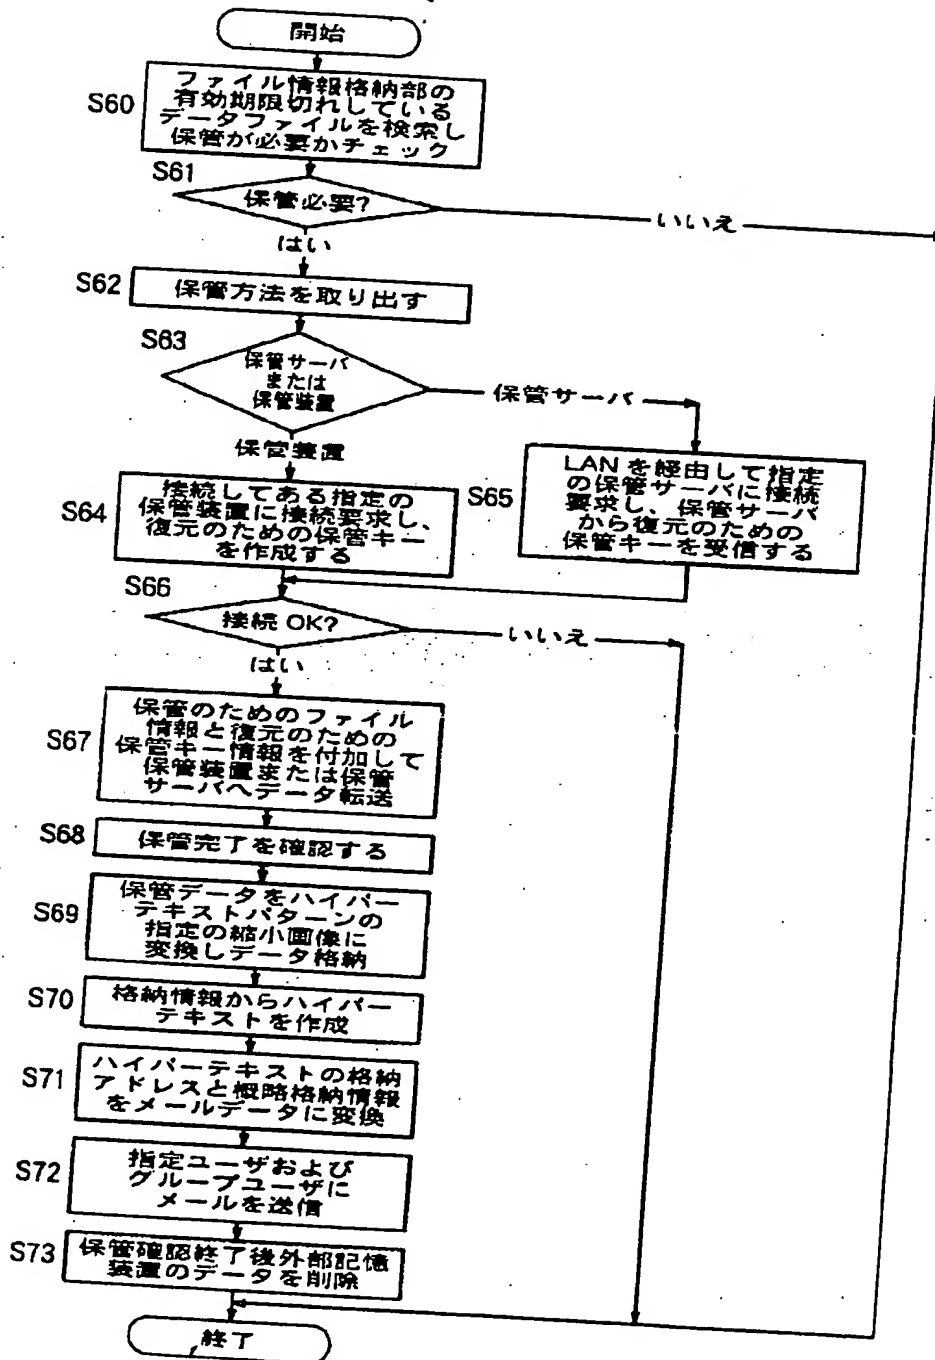 開始
S60
ファイル情報格納部の
有効期限切れしている
データファイルを検索し
保管が必要かチェック
S61
保管必要?
いいえ
はい
S62
保管方法を取り出す
S63
保管サーバ
または
保管装置
保管サーバ
保管装置
S64
接続してある指定の
保管装置に接続要求し、
復元のための保管キー
を作成する
S65
LANを経由して指定
の保管サーバに接続
要求し、保管サーバ
から復元のための
保管キーを受信する
S66
接続 OK?
いいえ
はい
S67
保管のためのファイル
情報と復元のための
保管キー情報を付加して
保管装置または保管
サーバへデータ転送
S68
保管完了を確認する
S69
保管データをハイパー
テキストパターンの
指定の縮小画像に
変換しデータ格納
S70
格納情報からハイパー
テキストを作成
S71
ハイパーテキストの格納
アドレスと概略格納情報
をメールデータに変換
S72
指定ユーザおよび
グループユーザに
メールを送信
S73
保管確認終了後外部記憶
装置のデータを削除
終了